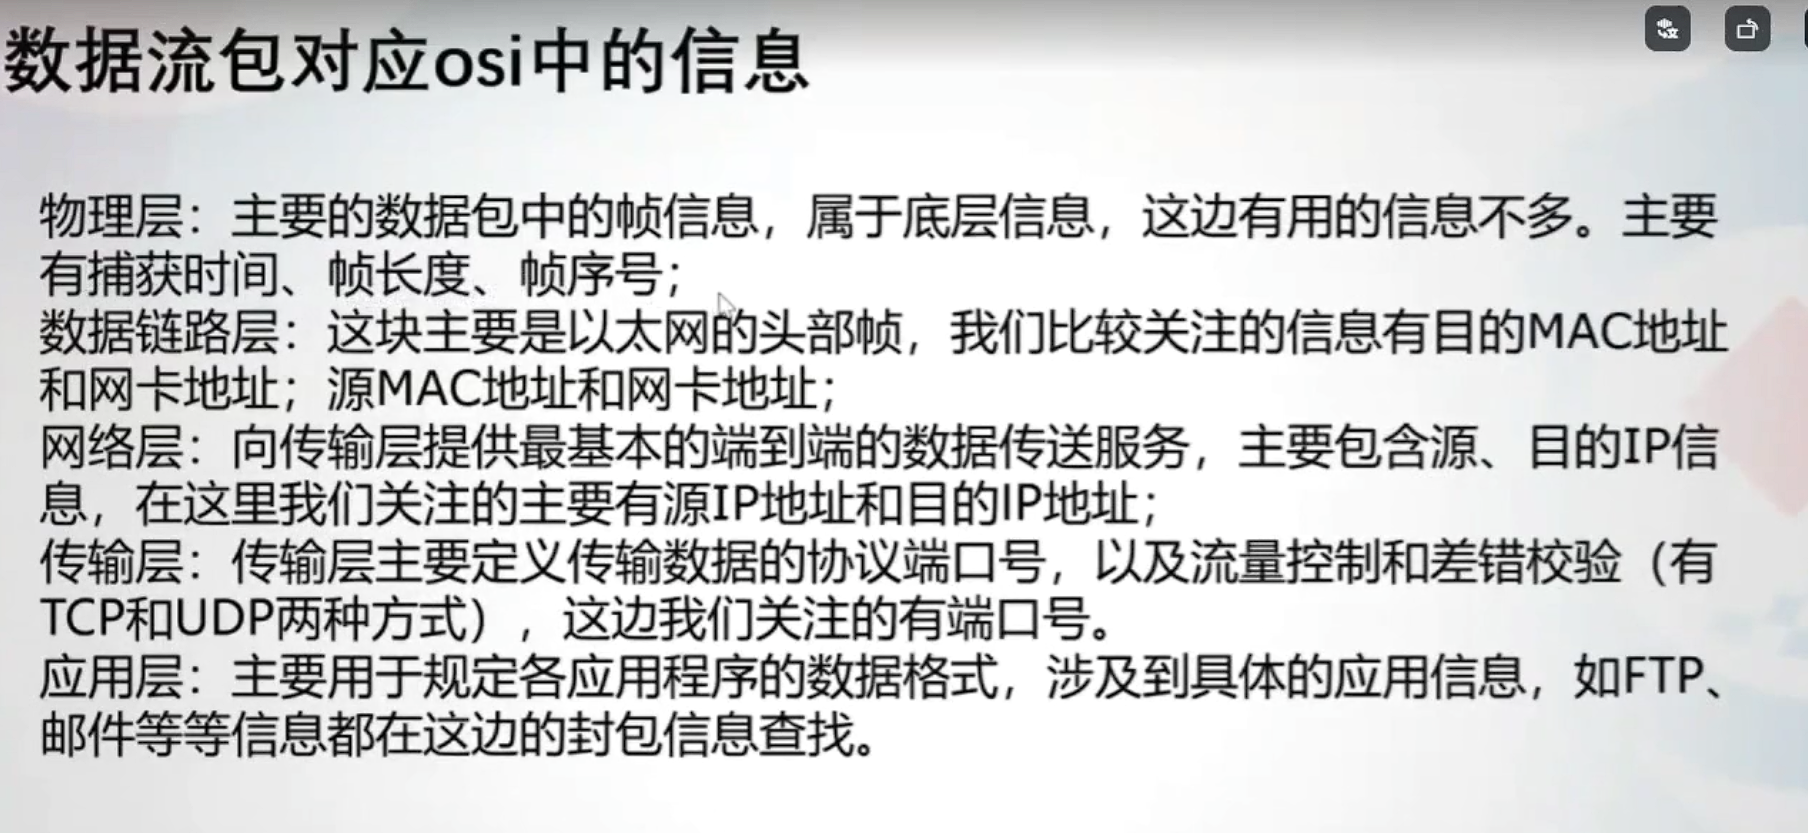 数据流包对应osi中的信息
物理层：主要的数据包中的帧信息，属于底层信息，这边有用的信息不多。主要
有捕获时间、帧长度、帧序号；
数据链路层：这块主要是以太网的头部帧，我们比较关注的信息有目的MAC地址
和网卡地址；源MAC地址和网卡地址；
网络层：向传输层提供最基本的端到端的数据传送服务，主要包含源、目的IP信
息，在这里我们关注的主要有源IP地址和目的IP地址；
传输层：传输层主要定义传输数据的协议端口号，以及流量控制和差错校验（有
TCP和UDP两种方式），这边我们关注的有端口号。
应用层：主要用于规定各应用程序的数据格式，涉及到具体的应用信息，如FTP、
邮件等等信息都在这边的封包信息查找。